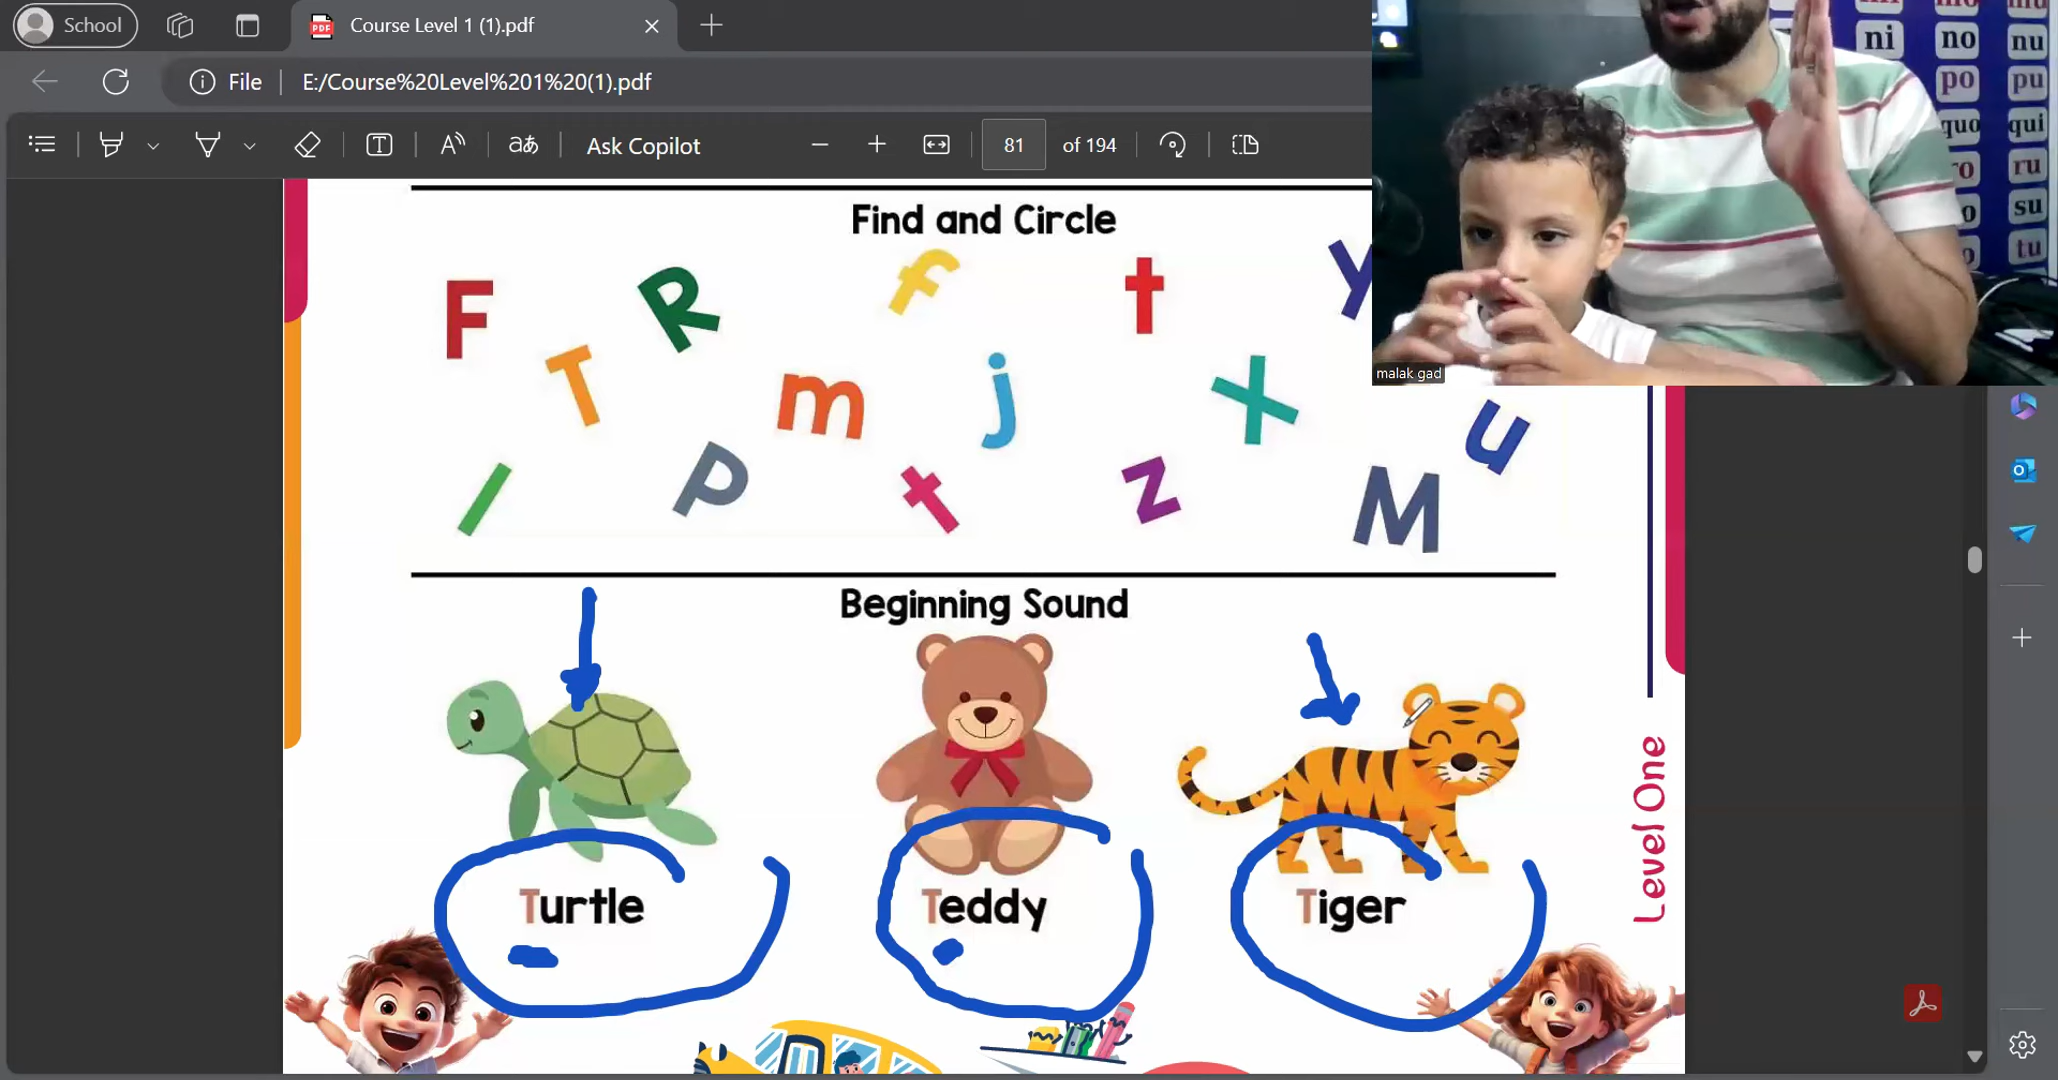 School
Course Level 1 (1).pdf
File
E:/Course%20Level%201%20(1).pdf
Ask Copilot
81 of 194
Find and Circle
F R f t y
T m j X u
l p t z M
Beginning Sound
Turtle Teddy Tiger
Level One
malak gad
ni no nu
po pu
quo qui
ro ru
su
tu